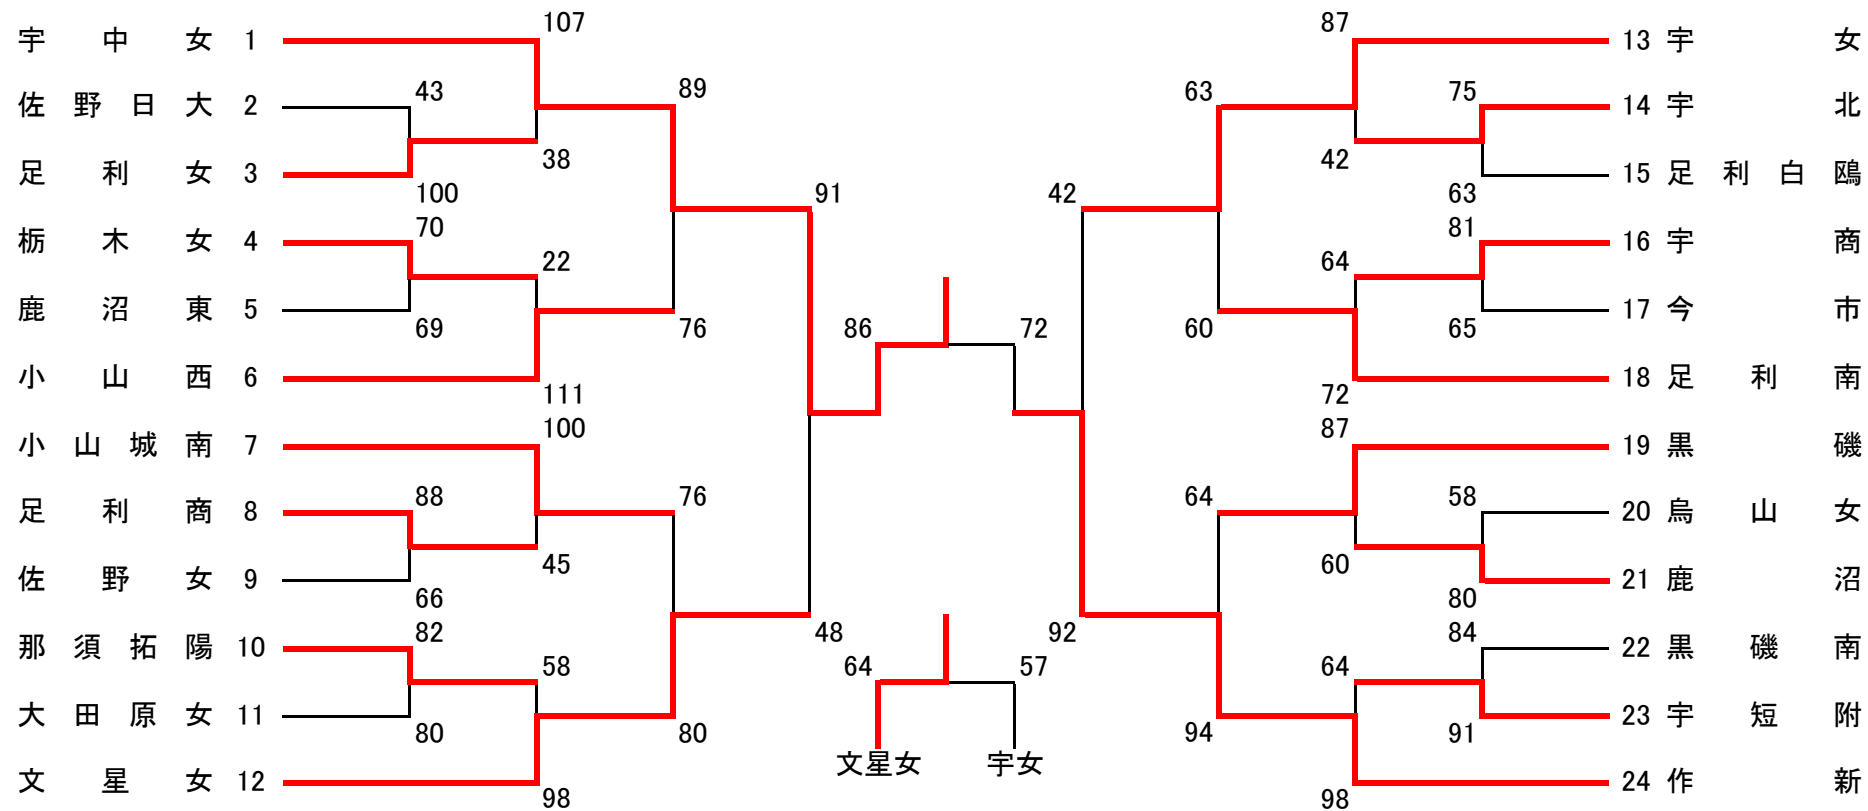 107 87
宇中女 1 13 宇女
43 89 63 75
佐野日大 2 14 宇北
38 42
足利女 3 15 足利白鴎
100 91 42 63
70 81
栃木女 4 16 宇商
22 64
鹿沼東 5 17 今市
69 76 86 72 60 65
小山西 6 18 足利南
111 72
100 87
小山城南 7 19 黒磯
88 76 64 58
足利商 8 20 烏山女
45 60
佐野女 9 21 鹿沼
66 80
82 48 92 84
那須拓陽 10 22 黒磯南
58 64 57 64
大田原女 11 23 宇短附
80 80 94 91
文星女 宇女
文星女 12 24 作新
98 98